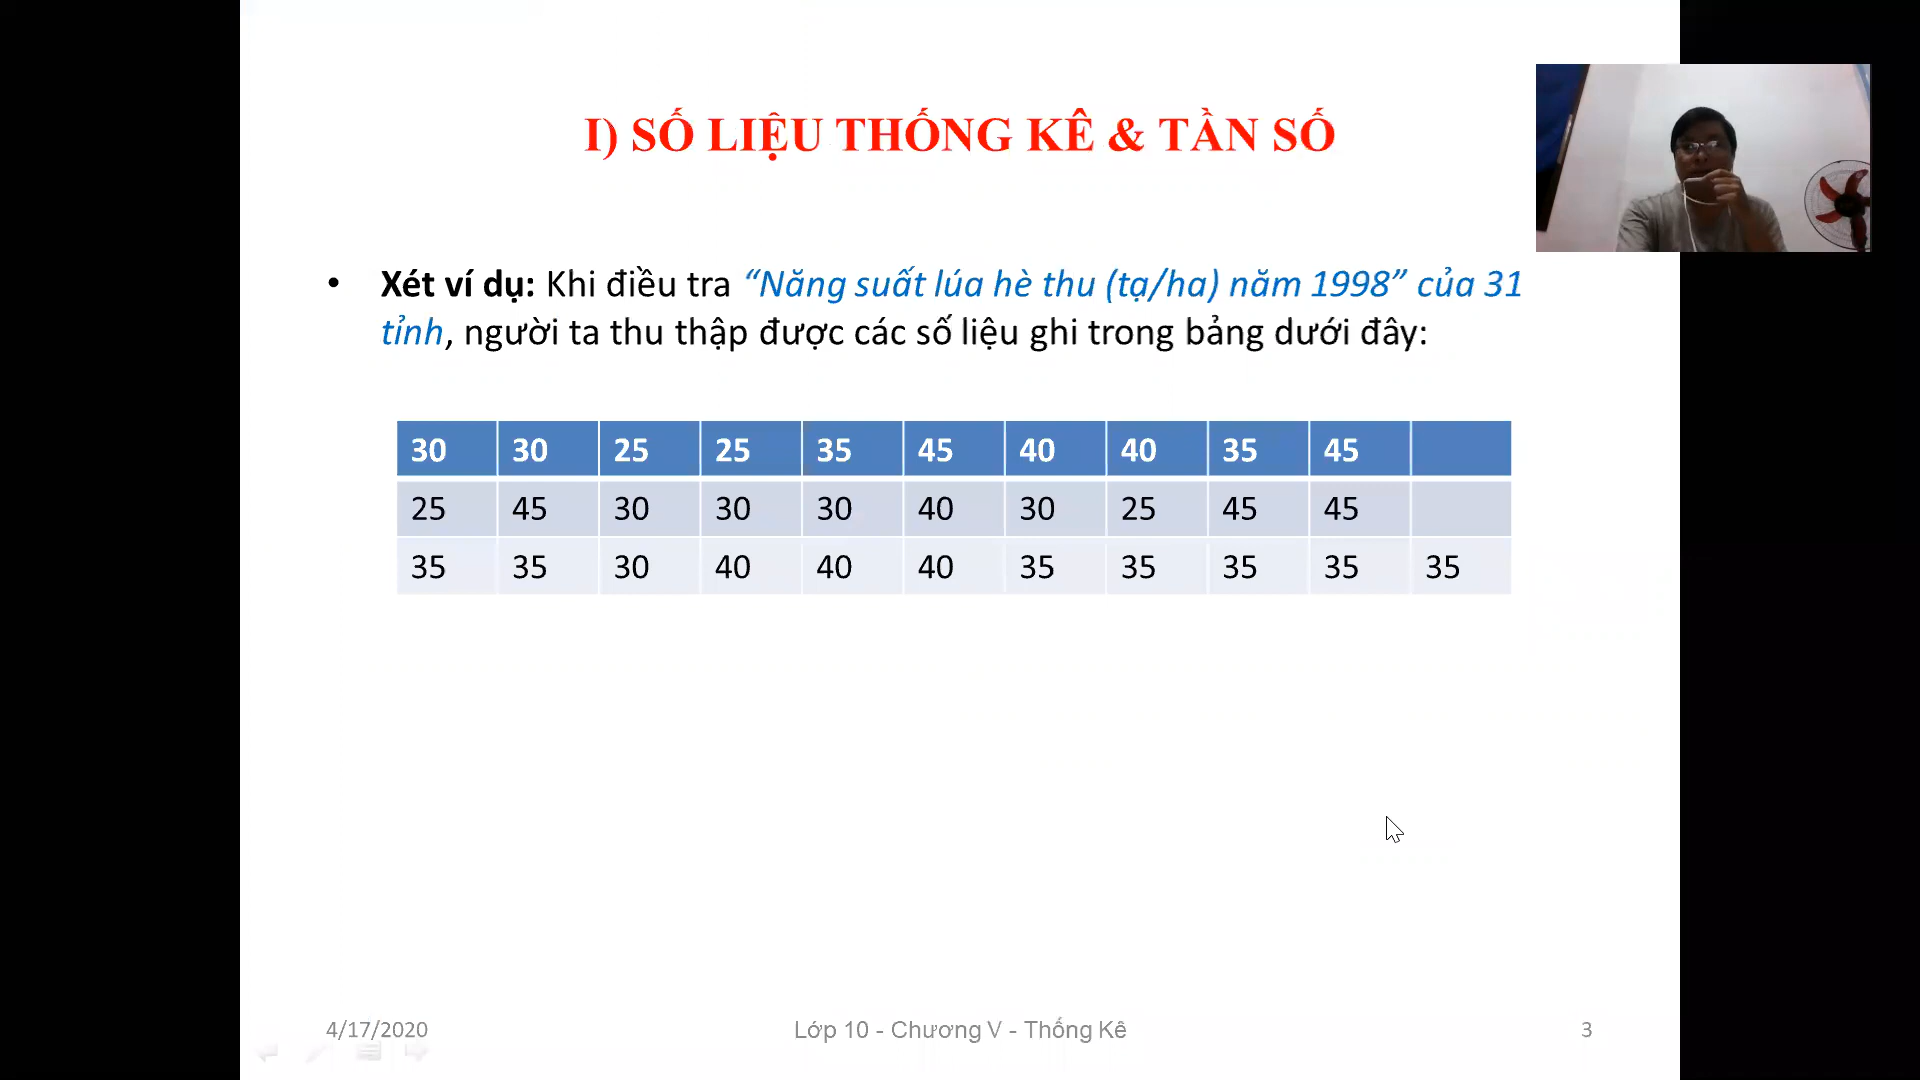 I) SỐ LIỆU THỐNG KÊ & TẦN SỐ
• Xét ví dụ: Khi điều tra “Năng suất lúa hè thu (tạ/ha) năm 1998” của 31
tỉnh, người ta thu thập được các số liệu ghi trong bảng dưới đây:
30 30 25 25 35 45 40 40 35 45
25 45 30 30 30 40 30 25 45 45
35 35 30 40 40 40 35 35 35 35 35
4/17/2020 Lớp 10 - Chương V - Thống Kê 3